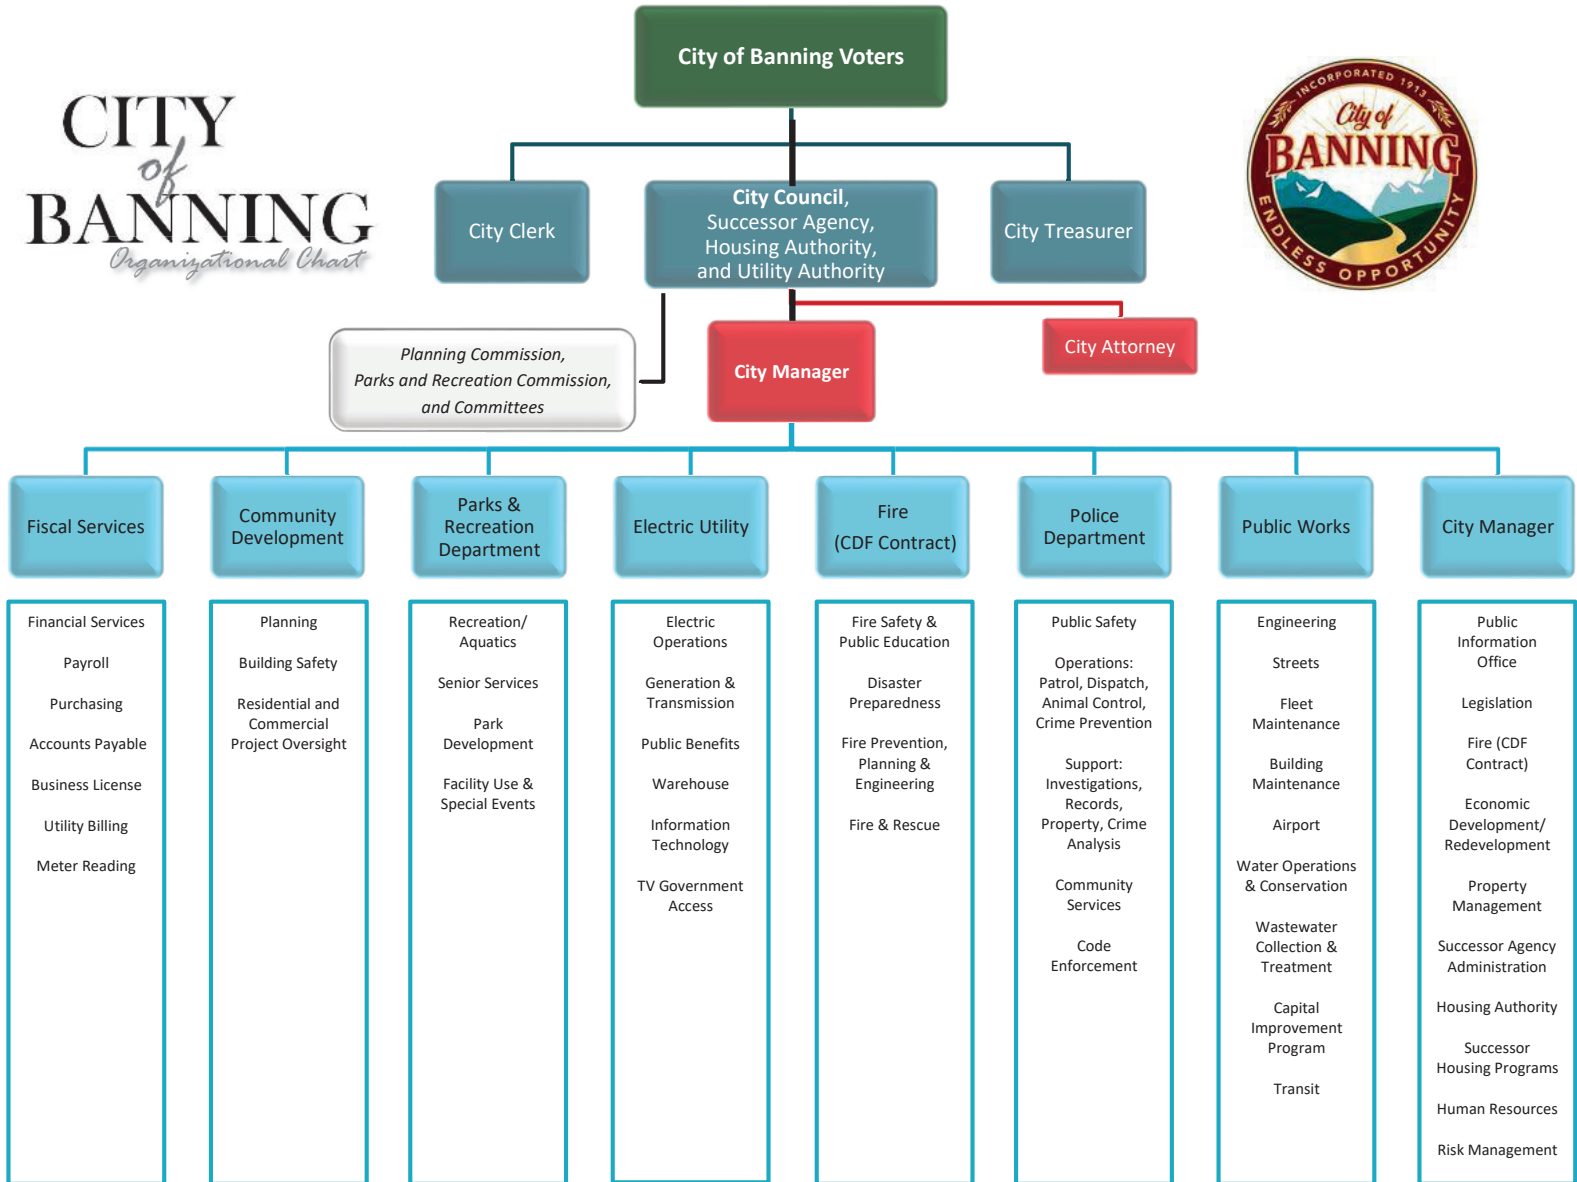 City of Banning Voters
CITY
of
BANNING
Organizational Chart
INCORPORATED 1913
City of
BANNING
ENDLESS OPPORTUNITY
City Clerk
City Council,
Successor Agency,
Housing Authority,
and Utility Authority
City Treasurer
Planning Commission,
Parks and Recreation Commission,
and Committees
City Manager
City Attorney
Fiscal Services
Community
Development
Parks &
Recreation
Department
Electric Utility
Fire
(CDF Contract)
Police
Department
Public Works
City Manager
Financial Services
Payroll
Purchasing
Accounts Payable
Business License
Utility Billing
Meter Reading
Planning
Building Safety
Residential and
Commercial
Project Oversight
Recreation/
Aquatics
Senior Services
Park
Development
Facility Use &
Special Events
Electric
Operations
Generation &
Transmission
Public Benefits
Warehouse
Information
Technology
TV Government
Access
Fire Safety &
Public Education
Disaster
Preparedness
Fire Prevention,
Planning &
Engineering
Fire & Rescue
Public Safety
Operations:
Patrol, Dispatch,
Animal Control,
Crime Prevention
Support:
Investigations,
Records,
Property, Crime
Analysis
Community
Services
Code
Enforcement
Engineering
Streets
Fleet
Maintenance
Building
Maintenance
Airport
Water Operations
& Conservation
Wastewater
Collection &
Treatment
Capital
Improvement
Program
Transit
Public
Information
Office
Legislation
Fire (CDF
Contract)
Economic
Development/
Redevelopment
Property
Management
Successor Agency
Administration
Housing Authority
Successor
Housing Programs
Human Resources
Risk Management